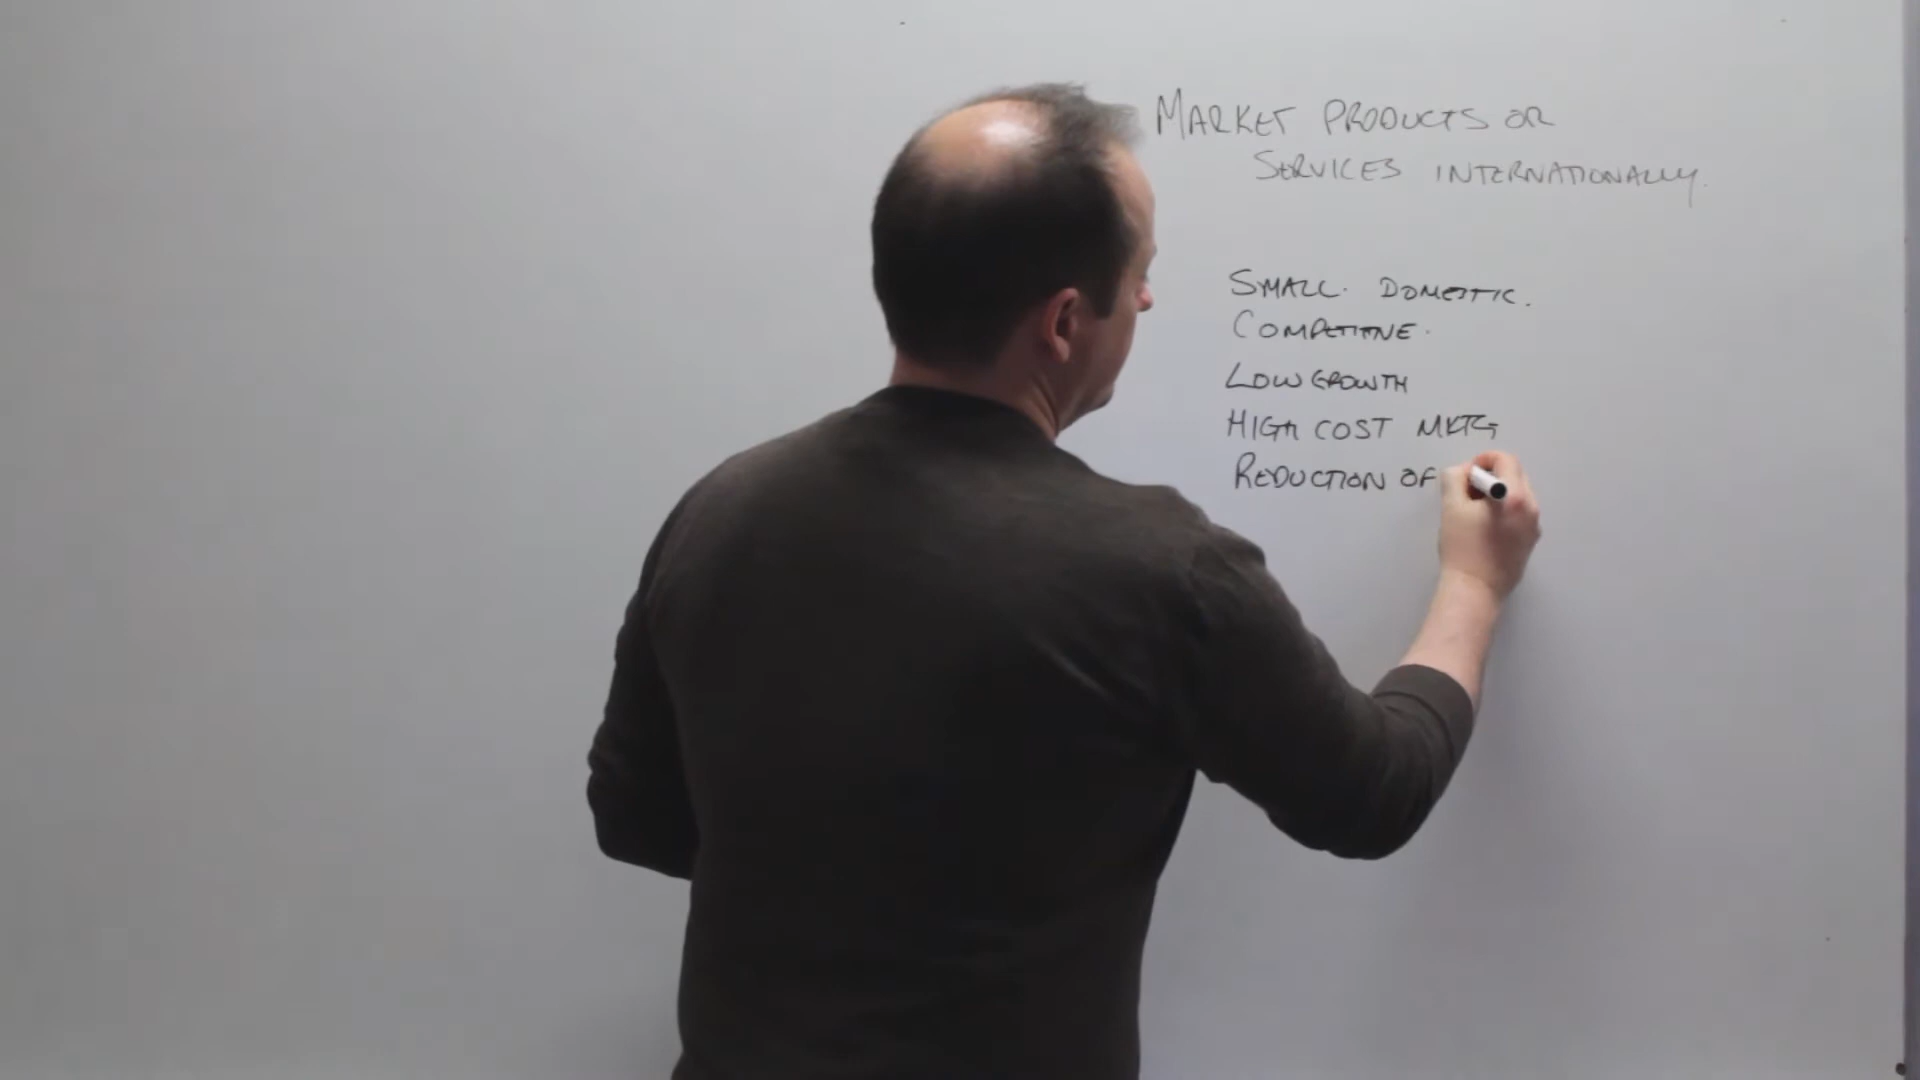 MARKET PRODUCTS OR
SERVICES INTERNATIONALLY.
SMALL. DOMESTIC.
COMPETITIVE.
LOW GROWTH
HIGH COST MKTG
REDUCTION OF